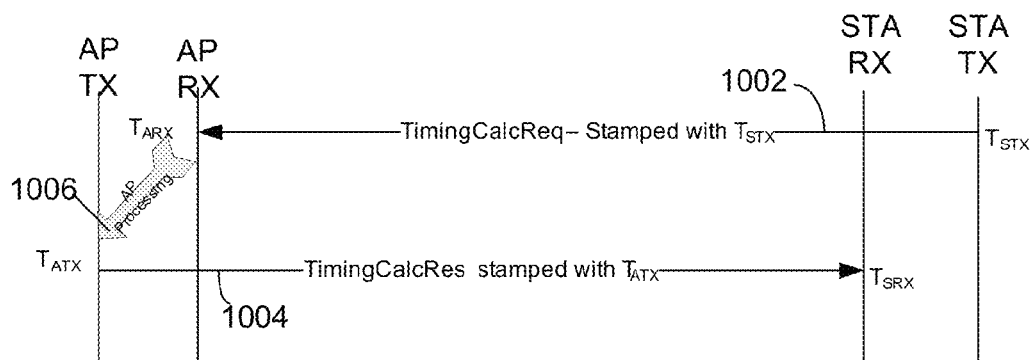 AP
TX
AP
RX
STA
RX
STA
TX
1002
TARX
TimingCalcReq – Stamped with TSTX
TSTX
1006
AP
Processing
TATX
TimingCalcRes stamped with TATX
TSRX
1004